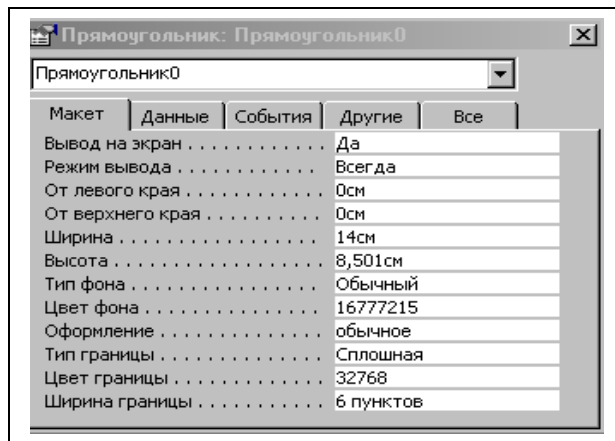 Прямоугольник: Прямоугольник0
Прямоугольник0
Макет Данные События Другие Все
Вывод на экран . . . . . . . . . . . . Да
Режим вывода . . . . . . . . . . . . Всегда
От левого края . . . . . . . . . . . . 0см
От верхнего края . . . . . . . . . . 0см
Ширина . . . . . . . . . . . . . . . . . . 14см
Высота . . . . . . . . . . . . . . . . . . 8,501см
Тип фона . . . . . . . . . . . . . . . . Обычный
Цвет фона . . . . . . . . . . . . . . . 16777215
Оформление . . . . . . . . . . . . . обычное
Тип границы . . . . . . . . . . . . . Сплошная
Цвет границы . . . . . . . . . . . . 32768
Ширина границы . . . . . . . . . . 6 пунктов